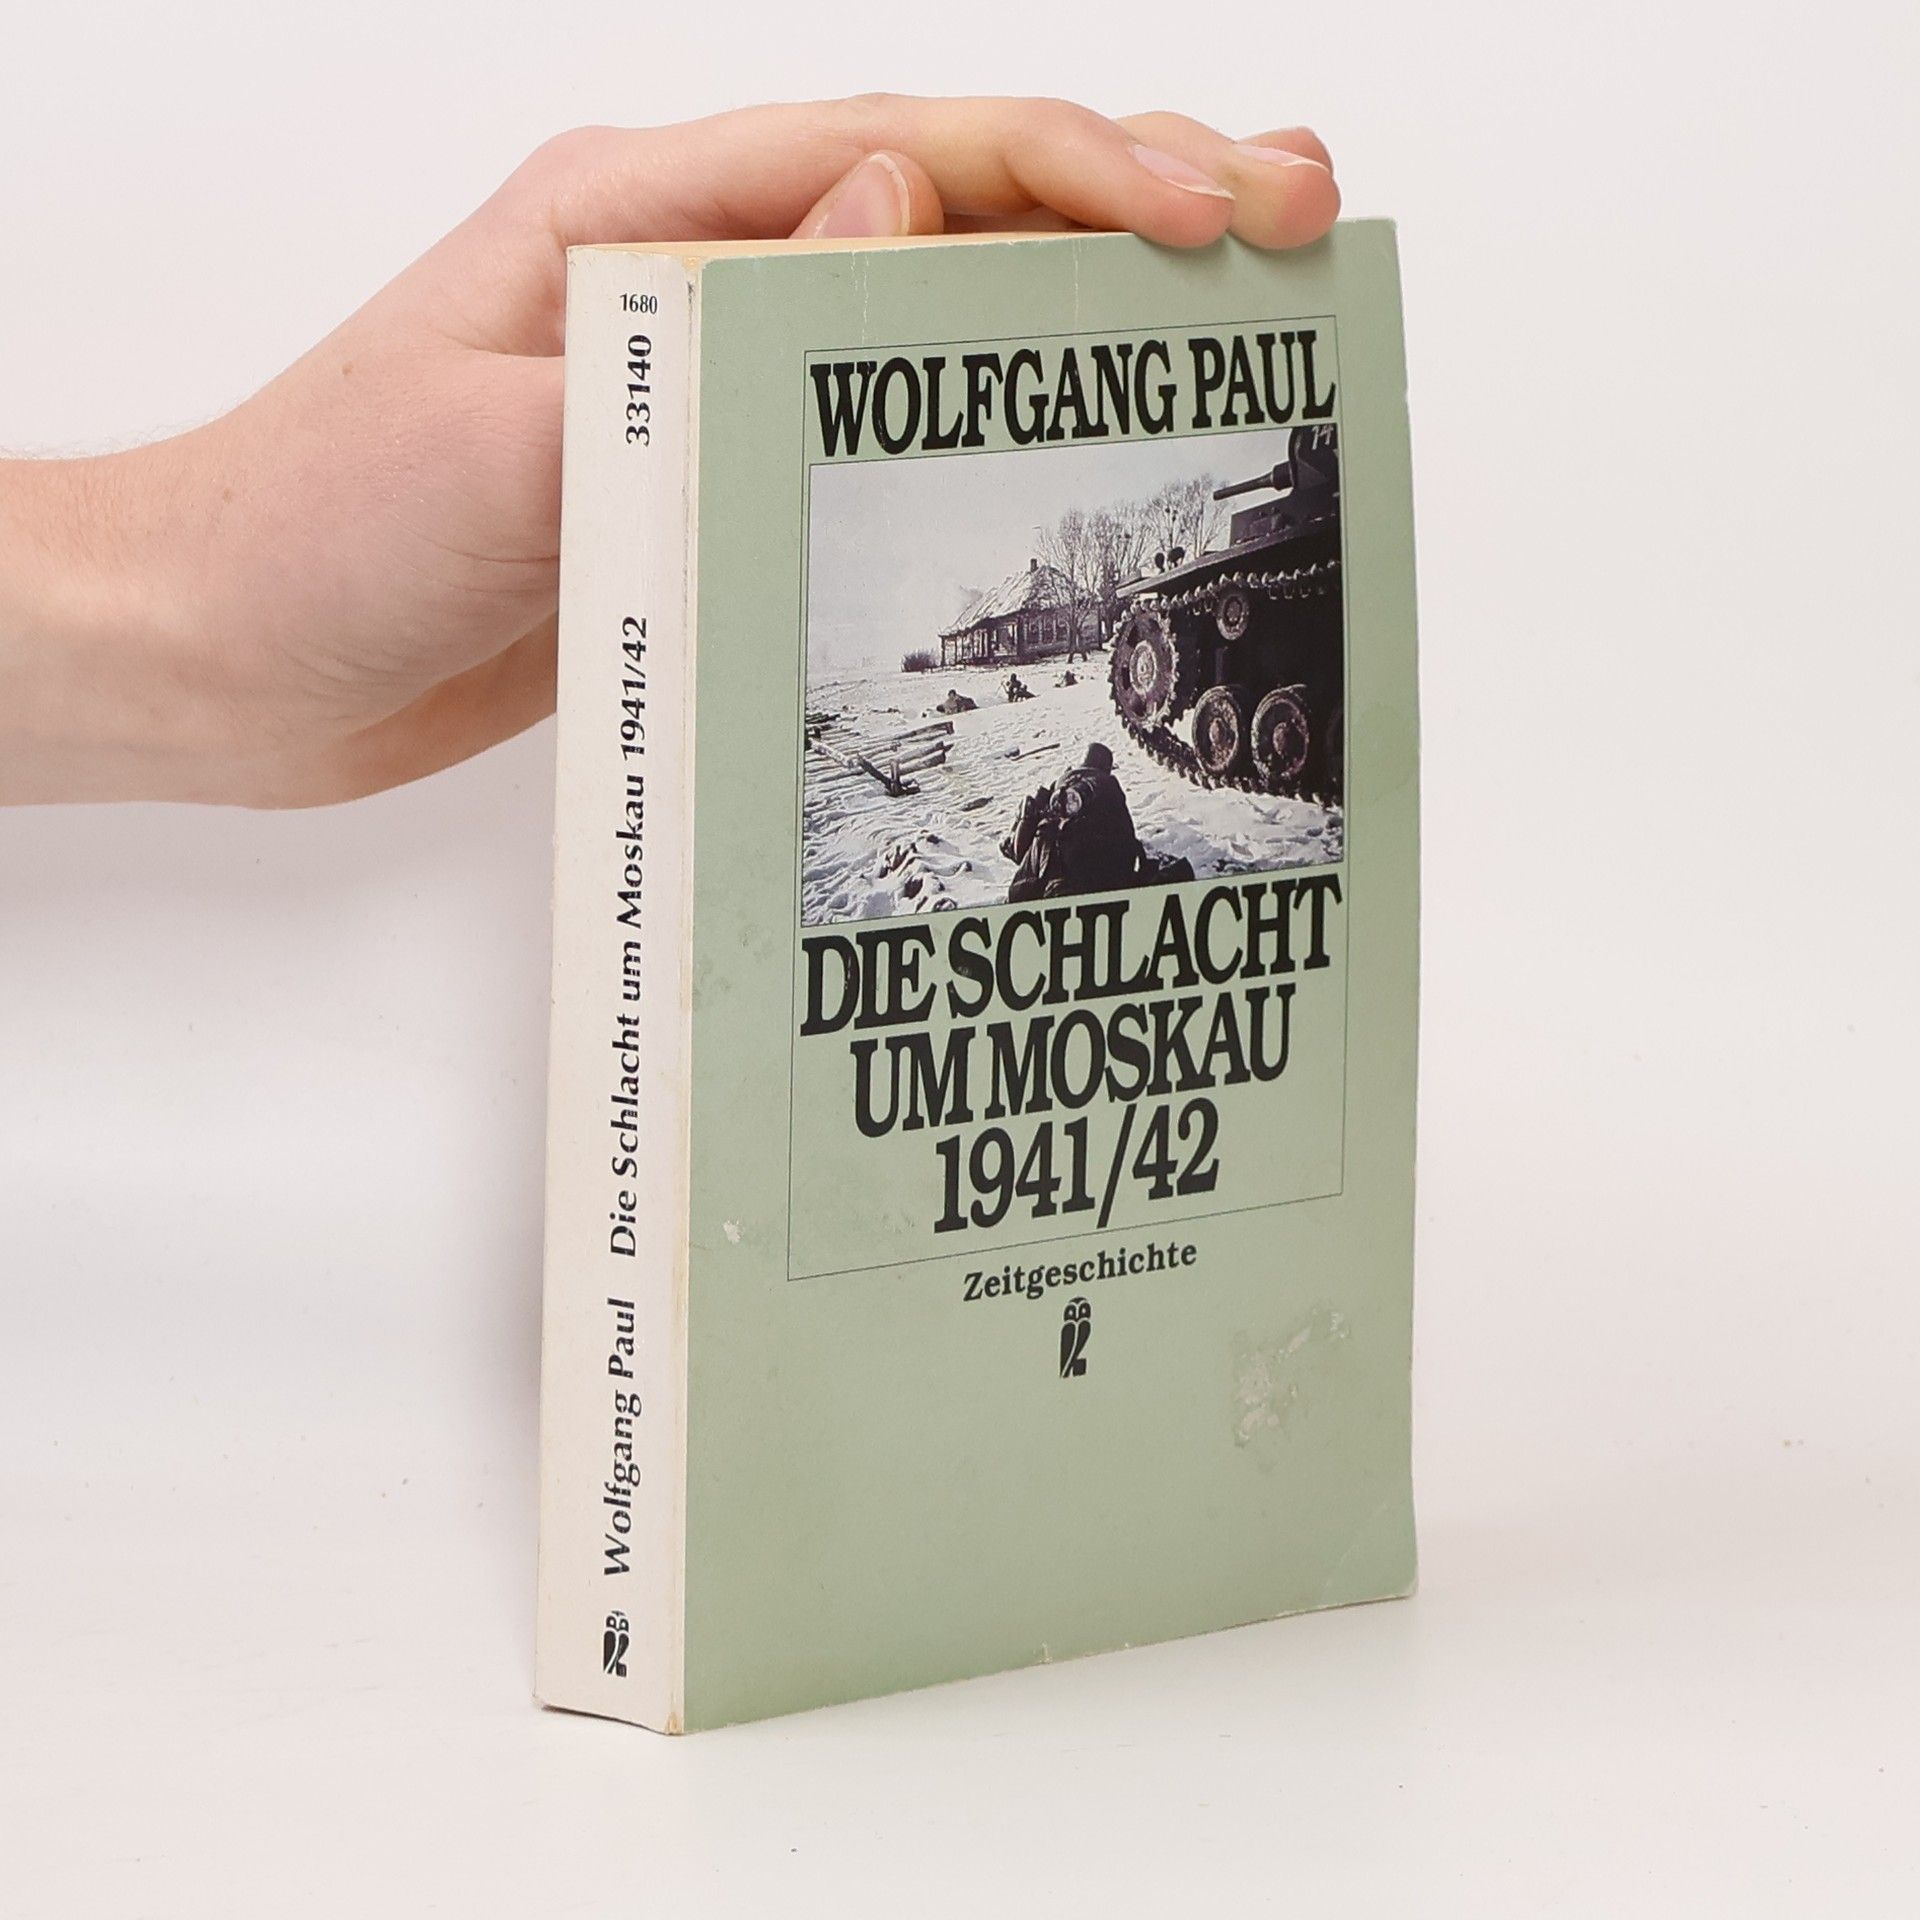 1680
33140
Wolfgang Paul Die Schlacht um Moskau 1941/42
WOLFGANG PAUL
14
DIE SCHLACHT
UM MOSKAU
1941/42
Zeitgeschichte